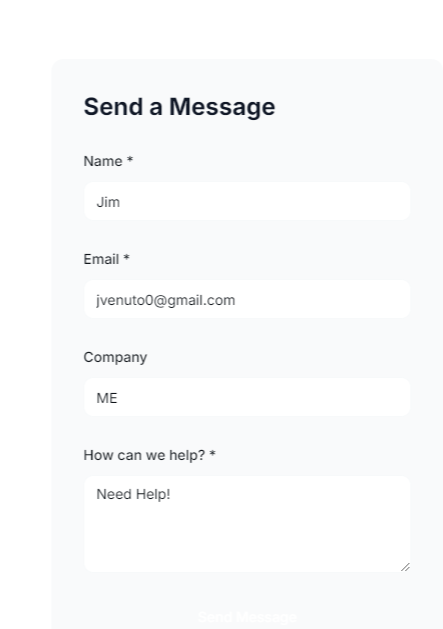 Send a Message
Name *
Jim
Email *
jvenuto0@gmail.com
Company
ME
How can we help? *
Need Help!
Send Message